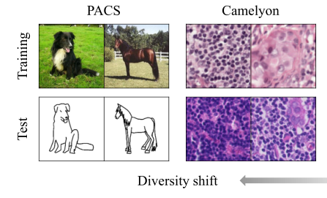 PACS
Camelyon
Training
Test
Diversity shift